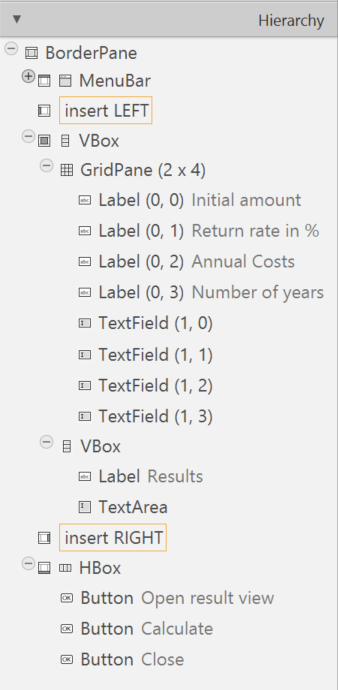 Hierarchy
BorderPane
MenuBar
insert LEFT
VBox
GridPane (2 x 4)
Label (0, 0) Initial amount
Label (0, 1) Return rate in %
Label (0, 2) Annual Costs
Label (0, 3) Number of years
TextField (1, 0)
TextField (1, 1)
TextField (1, 2)
TextField (1, 3)
VBox
Label Results
TextArea
insert RIGHT
HBox
Button Open result view
Button Calculate
Button Close